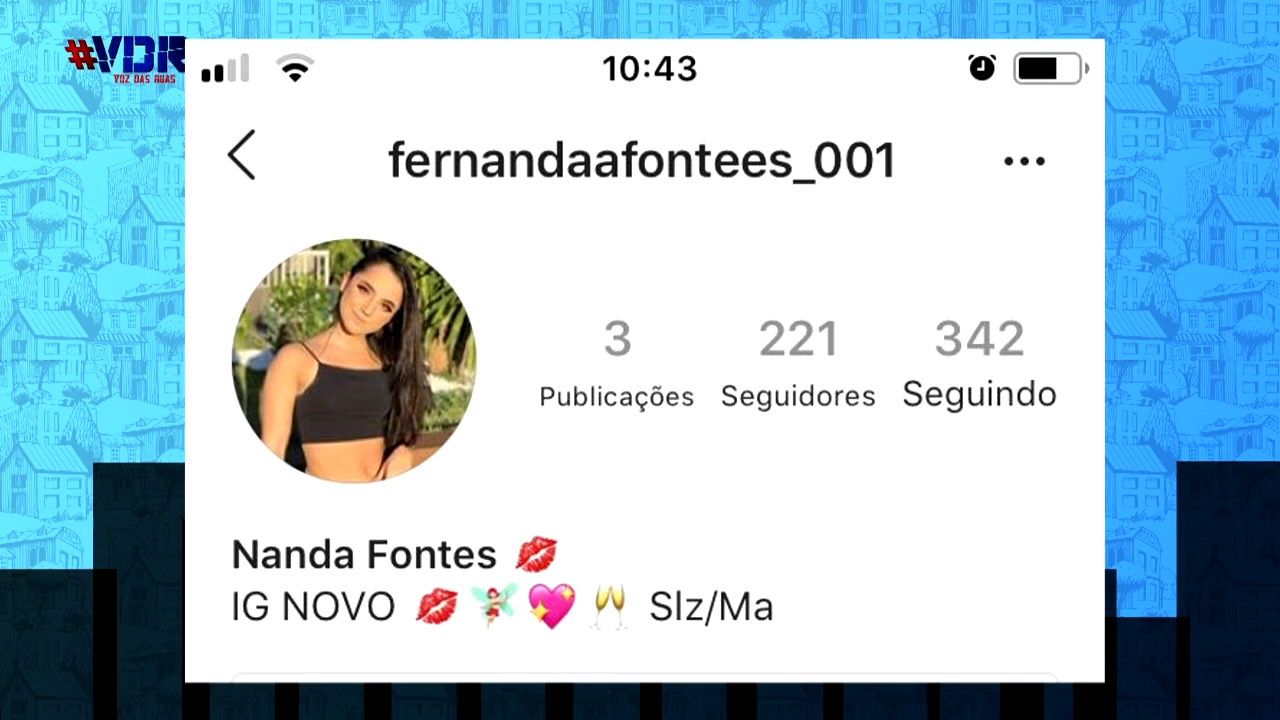 #VDR
VOZ DAS RUAS
10:43
fernandaafontees_001
3 221 342
Publicações Seguidores Seguindo
Nanda Fontes 💋
IG NOVO 💋 🧚 💖 🥂 Slz/Ma